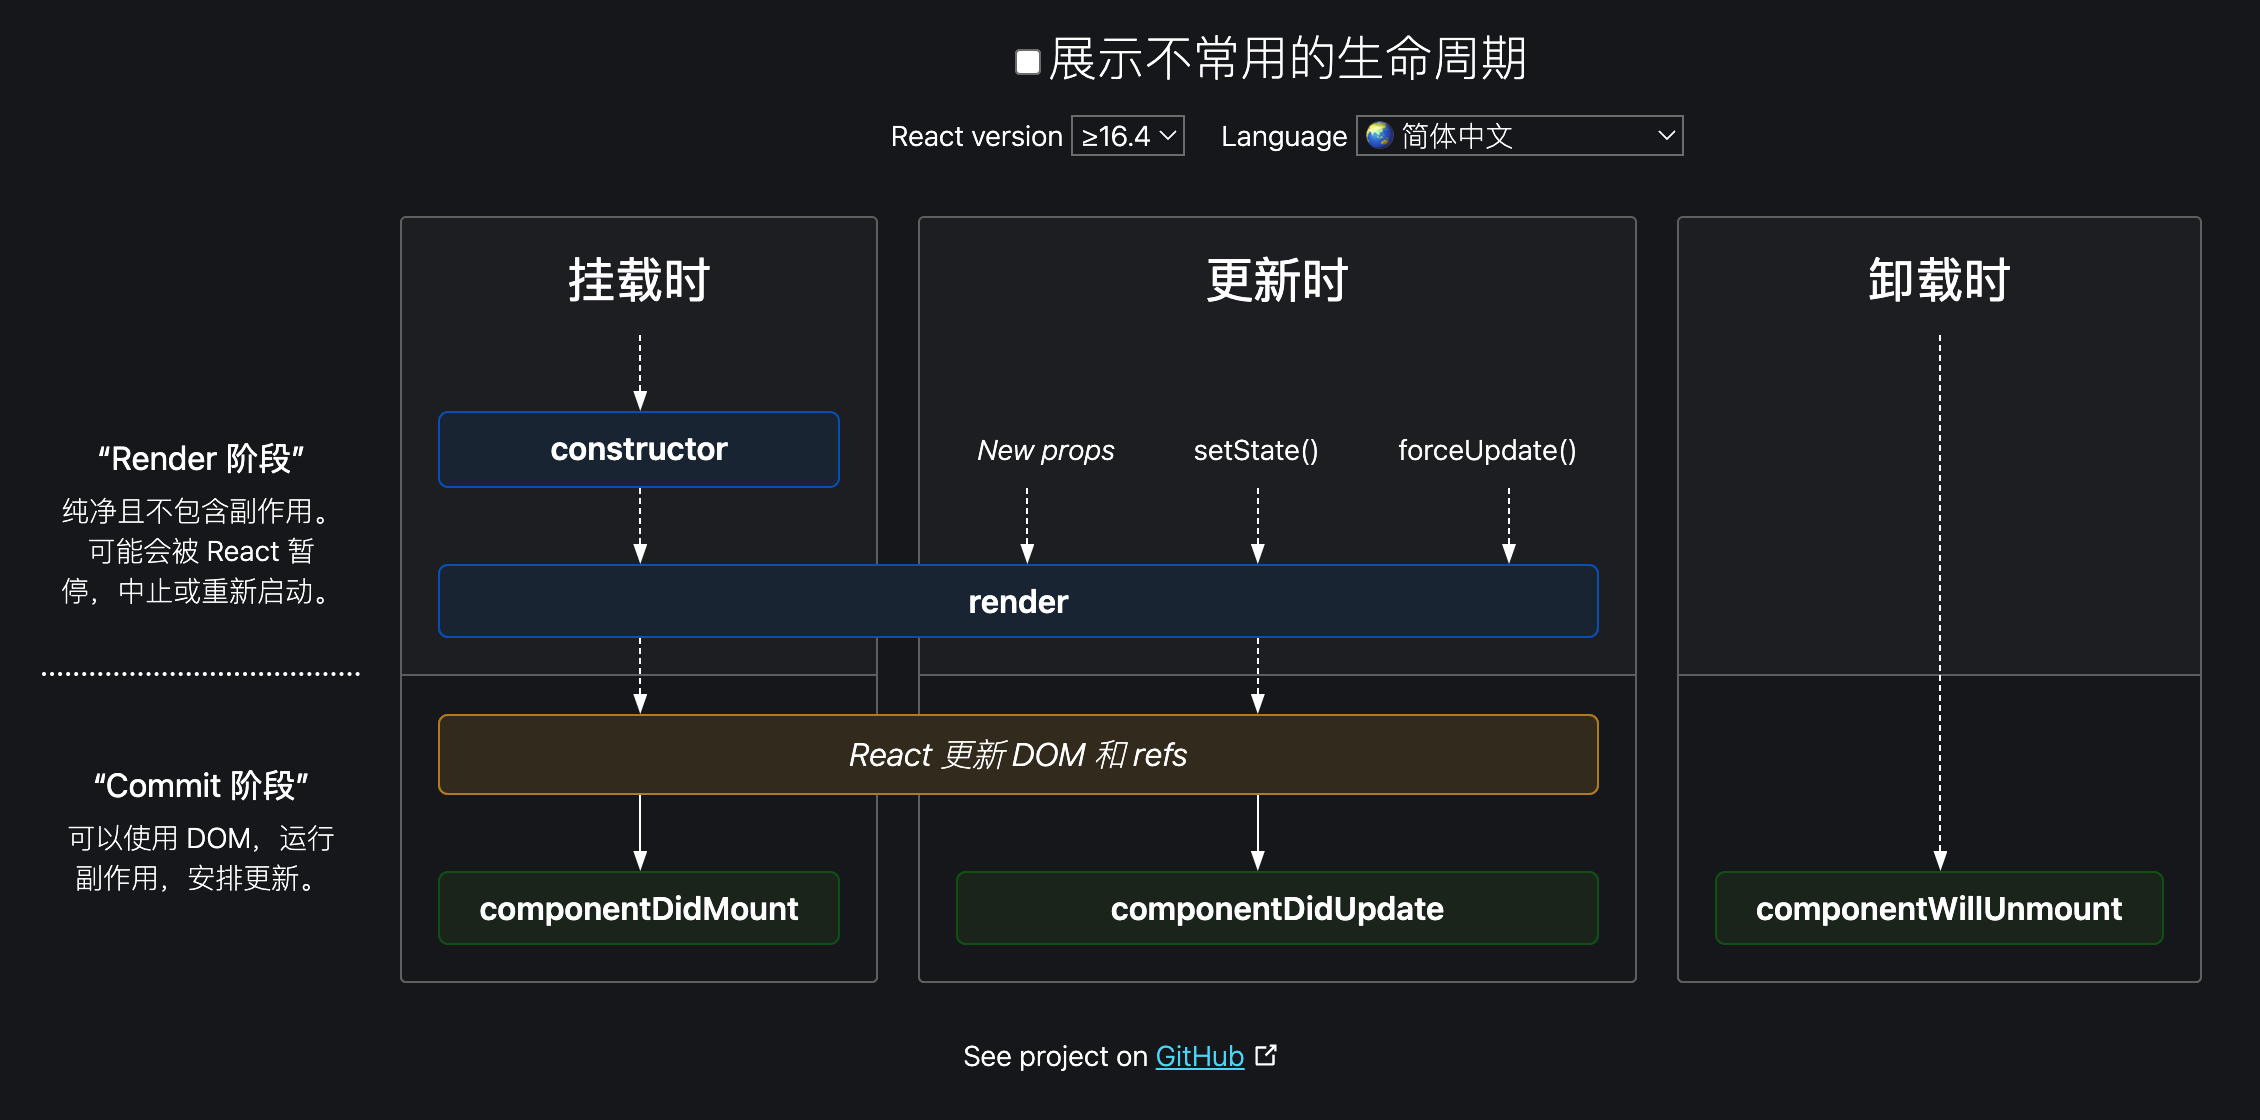 展示不常用的生命周期
React version ≥16.4 Language 简体中文
挂载时
更新时
卸载时
“Render 阶段”
纯净且不包含副作用。
可能会被 React 暂
停，中止或重新启动。
constructor
New props
setState()
forceUpdate()
render
“Commit 阶段”
可以使用 DOM，运行
副作用，安排更新。
React 更新 DOM 和 refs
componentDidMount
componentDidUpdate
componentWillUnmount
See project on GitHub